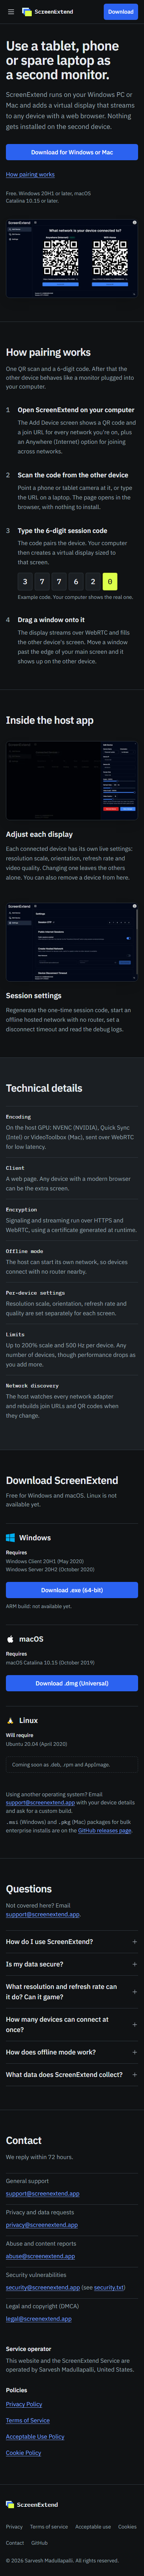 ScreenExtend
Download
Use a tablet, phone
or spare laptop as
a second monitor.
ScreenExtend runs on your Windows PC or
Mac and adds a virtual display that streams
to any device with a web browser. Nothing
gets installed on the second device.
Download for Windows or Mac
How pairing works
Free. Windows 20H1 or later, macOS
Catalina 10.15 or later.
ScreenExtend
What network is your device connected to?
How pairing works
One QR scan and a 6-digit code. After that the
other device behaves like a monitor plugged into
your computer.
1 Open ScreenExtend on your computer
The Add Device screen shows a QR code and
a join URL for every network you're on, plus
an Anywhere (Internet) option for joining
across networks.
2 Scan the code from the other device
Point a phone or tablet camera at it, or type
the URL on a laptop. The page opens in the
browser, with nothing to install.
3 Type the 6-digit session code
The code pairs the device. Your computer
then creates a virtual display sized to
that screen.
3 7 7 6 2 0
Example code. Your computer shows the real one.
4 Drag a window onto it
The display streams over WebRTC and fills
the other device's screen. Move a window
past the edge of your main screen and it
shows up on the other device.
Inside the host app
Adjust each display
Each connected device has its own live settings:
resolution scale, orientation, refresh rate and
video quality. Changing one leaves the others
alone. You can also remove a device from here.
ScreenExtend
Settings
Session settings
Regenerate the one-time session code, start an
offline hosted network with no router, set a
disconnect timeout and read the debug logs.
Technical details
Encoding
On the host GPU: NVENC (NVIDIA), Quick Sync
(Intel) or VideoToolbox (Mac), sent over WebRTC
for low latency.
Client
A web page. Any device with a modern browser
can be the extra screen.
Encryption
Signaling and streaming run over HTTPS and
WebRTC, using a certificate generated at runtime.
Offline mode
The host can start its own network, so devices
connect with no router nearby.
Per-device settings
Resolution scale, orientation, refresh rate and
quality are set separately for each screen.
Limits
Up to 200% scale and 500 Hz per device. Any
number of devices, though performance drops as
you add more.
Network discovery
The host watches every network adapter
and rebuilds join URLs and QR codes when
they change.
Download ScreenExtend
Free for Windows and macOS. Linux is not
available yet.
Windows
Requires
Windows Client 20H1 (May 2020)
Windows Server 20H2 (October 2020)
Download .exe (64-bit)
ARM build: not available yet.
macOS
Requires
macOS Catalina 10.15 (October 2019)
Download .dmg (Universal)
Linux
Will require
Ubuntu 20.04 (April 2020)
Coming soon as .deb, .rpm and AppImage.
Using another operating system? Email
support@screenextend.app with your device details
and ask for a custom build.
.msi (Windows) and .pkg (Mac) packages for bulk
enterprise installs are on the GitHub releases page.
Questions
Not covered here? Email
support@screenextend.app.
How do I use ScreenExtend? +
Is my data secure? +
What resolution and refresh rate can
it do? Can it game? +
How many devices can connect at
once? +
How does offline mode work? +
What data does ScreenExtend collect? +
Contact
We reply within 72 hours.
General support
support@screenextend.app
Privacy and data requests
privacy@screenextend.app
Abuse and content reports
abuse@screenextend.app
Security vulnerabilities
security@screenextend.app (see security.txt)
Legal and copyright (DMCA)
legal@screenextend.app
Service operator
This website and the ScreenExtend Service are
operated by Sarvesh Madullapalli, United States.
Policies
Privacy Policy
Terms of Service
Acceptable Use Policy
Cookie Policy
ScreenExtend
Privacy Terms of service Acceptable use Cookies
Contact GitHub
© 2026 Sarvesh Madullapalli. All rights reserved.